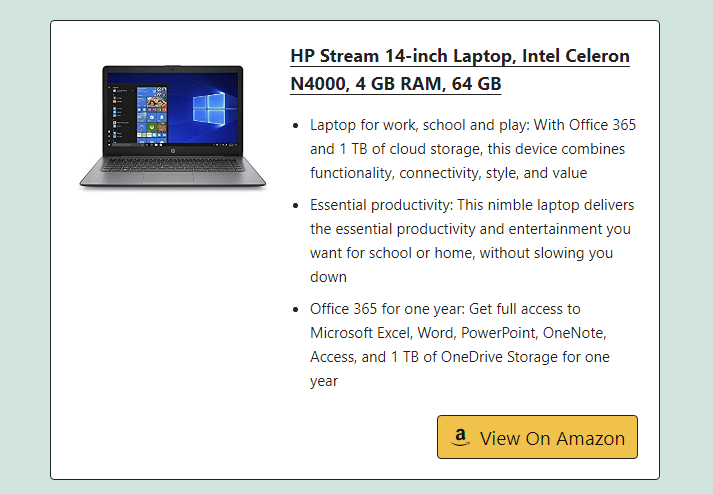 HP Stream 14-inch Laptop, Intel Celeron
N4000, 4 GB RAM, 64 GB
• Laptop for work, school and play: With Office 365
and 1 TB of cloud storage, this device combines
functionality, connectivity, style, and value
• Essential productivity: This nimble laptop delivers
the essential productivity and entertainment you
want for school or home, without slowing you
down
• Office 365 for one year: Get full access to
Microsoft Excel, Word, PowerPoint, OneNote,
Access, and 1 TB of OneDrive Storage for one
year
View On Amazon